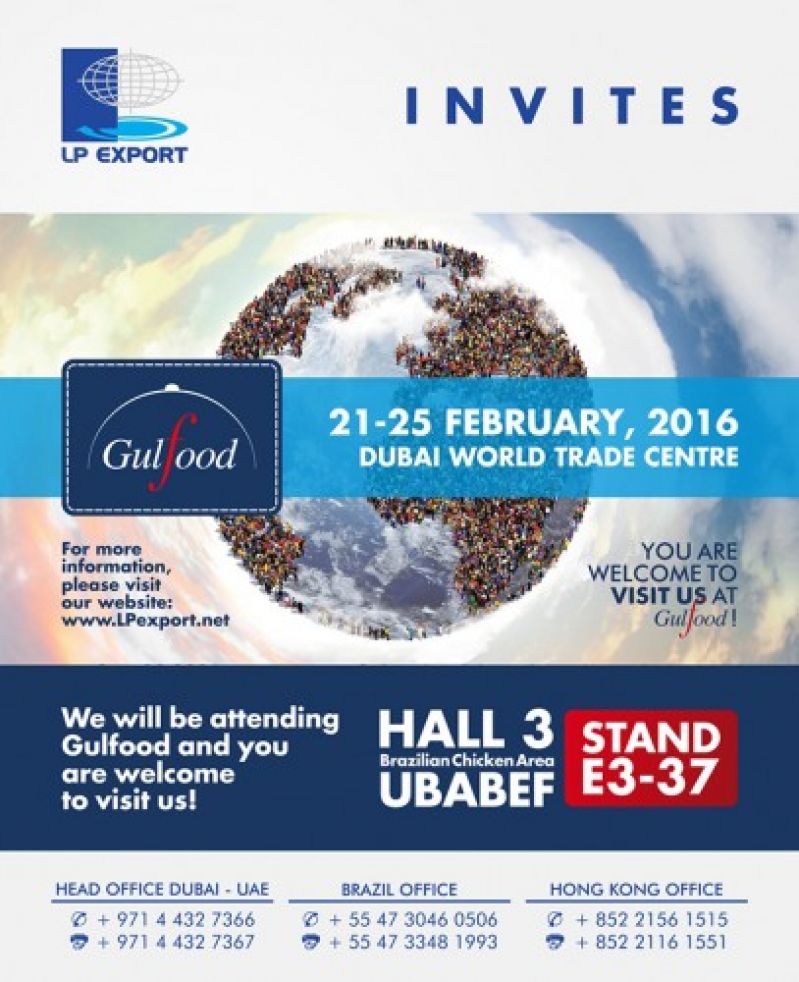 LP EXPORT
INVITES
Gulfood
21-25 FEBRUARY, 2016
DUBAI WORLD TRADE CENTRE
For more
information,
please visit
our website:
www.LPexport.net
YOU ARE
WELCOME TO
VISIT US AT
Gulfood!
We will be attending
Gulfood and you
are welcome
to visit us!
HALL 3
Brazilian Chicken Area
UBABEF
STAND
E3-37
HEAD OFFICE DUBAI - UAE
+ 971 4 432 7366
+ 971 4 432 7367
BRAZIL OFFICE
+ 55 47 3046 0506
+ 55 47 3348 1993
HONG KONG OFFICE
+ 852 2156 1515
+ 852 2116 1551